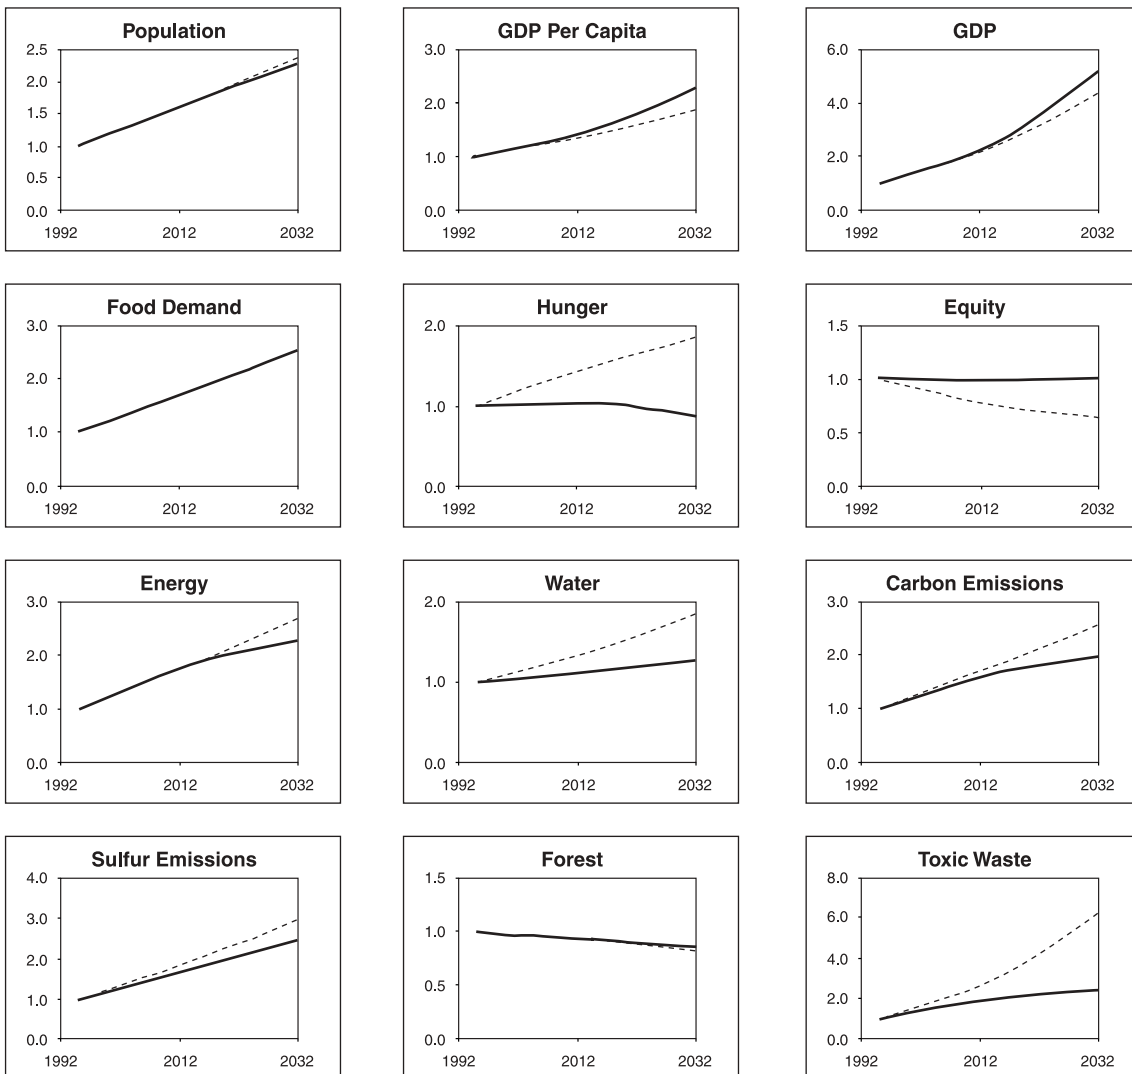 Population
2.5
2.0
1.5
1.0
0.5
0.0
1992 2012 2032
GDP Per Capita
3.0
2.0
1.0
0.0
1992 2012 2032
GDP
6.0
4.0
2.0
0.0
1992 2012 2032
Food Demand
3.0
2.0
1.0
0.0
1992 2012 2032
Hunger
2.0
1.0
0.0
1992 2012 2032
Equity
1.5
1.0
0.5
0.0
1992 2012 2032
Energy
3.0
2.0
1.0
0.0
1992 2012 2032
Water
2.0
1.0
0.0
1992 2012 2032
Carbon Emissions
3.0
2.0
1.0
0.0
1992 2012 2032
Sulfur Emissions
4.0
3.0
2.0
1.0
0.0
1992 2012 2032
Forest
1.5
1.0
0.5
0.0
1992 2012 2032
Toxic Waste
8.0
6.0
4.0
2.0
0.0
1992 2012 2032